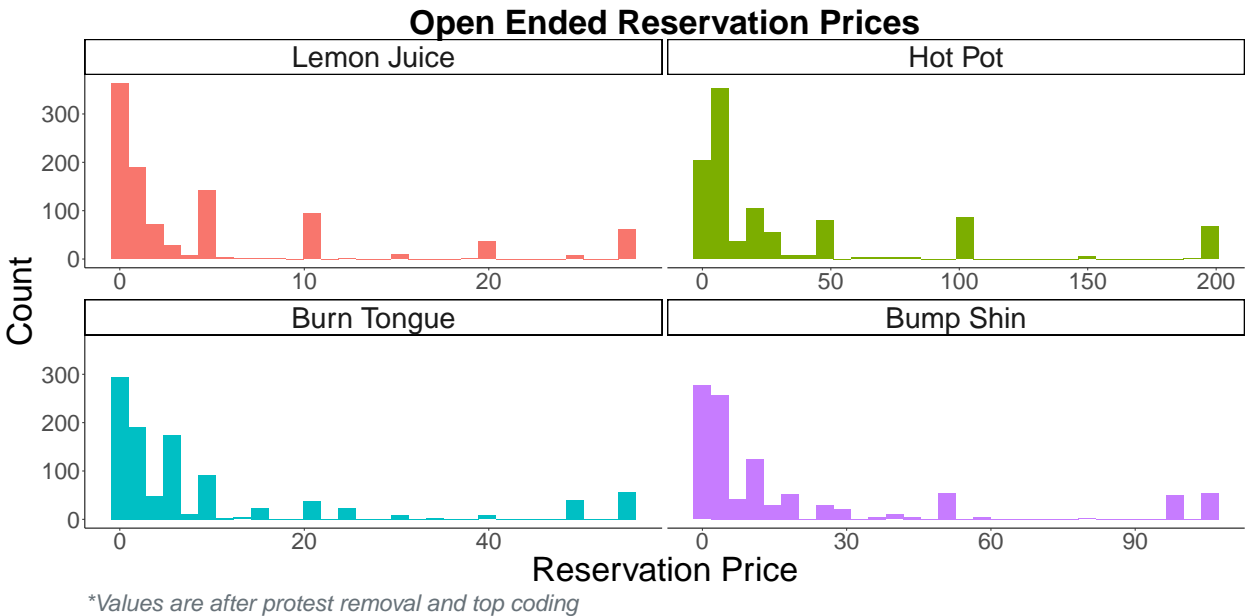 Open Ended Reservation Prices
Lemon Juice
Hot Pot
300
200
100
0
0 10 20
0 50 100 150 200
Count
Burn Tongue
Bump Shin
300
200
100
0
0 20 40
0 30 60 90
Reservation Price
*Values are after protest removal and top coding